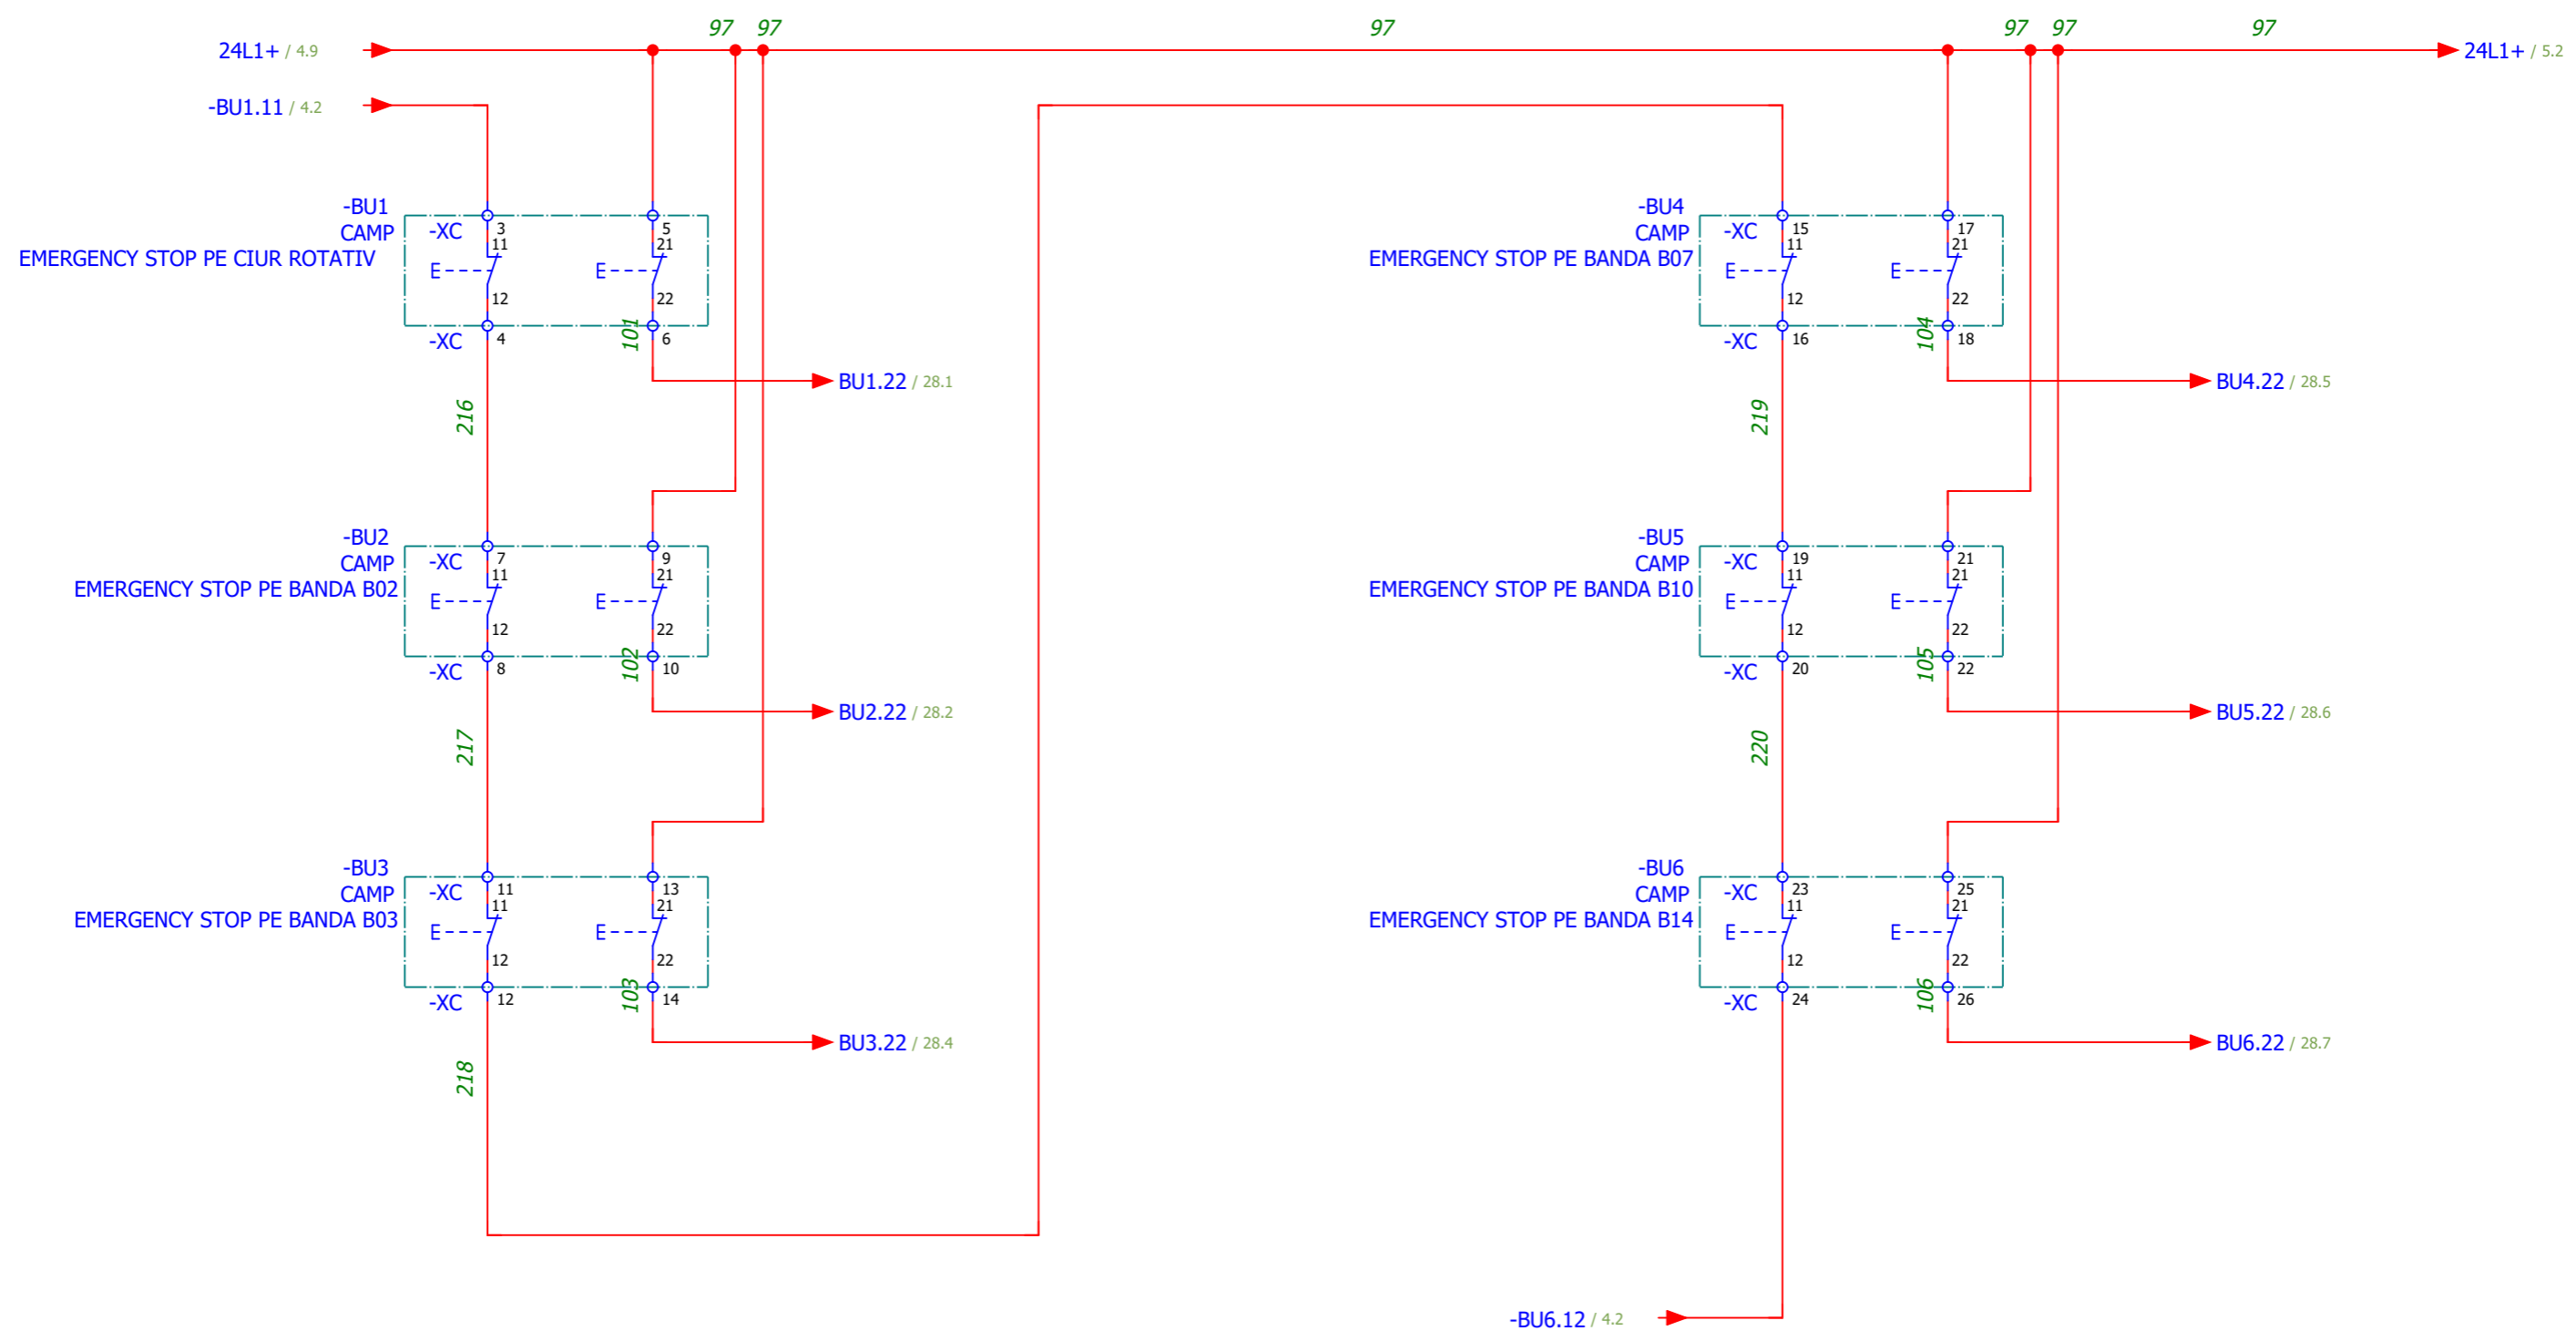 97 97 97 97 97 97
24L1+ / 4.9 24L1+ / 5.2
-BU1.11 / 4.2
-BU1
CAMP
EMERGENCY STOP PE CIUR ROTATIV
-XC 3 5
11 21
E E
12 22
-XC 4 101 6
BU1.22 / 28.1
216
-BU4
CAMP
EMERGENCY STOP PE BANDA B07
-XC 15 17
11 21
E E
12 22
-XC 16 104 18
BU4.22 / 28.5
219
-BU2
CAMP
EMERGENCY STOP PE BANDA B02
-XC 7 9
11 21
E E
12 22
-XC 8 102 10
BU2.22 / 28.2
217
-BU5
CAMP
EMERGENCY STOP PE BANDA B10
-XC 19 21
11 21
E E
12 22
-XC 20 105 22
BU5.22 / 28.6
220
-BU3
CAMP
EMERGENCY STOP PE BANDA B03
-XC 11 13
11 21
E E
12 22
-XC 12 103 14
BU3.22 / 28.4
218
-BU6
CAMP
EMERGENCY STOP PE BANDA B14
-XC 23 25
11 21
E E
12 22
-XC 24 106 26
BU6.22 / 28.7
-BU6.12 / 4.2